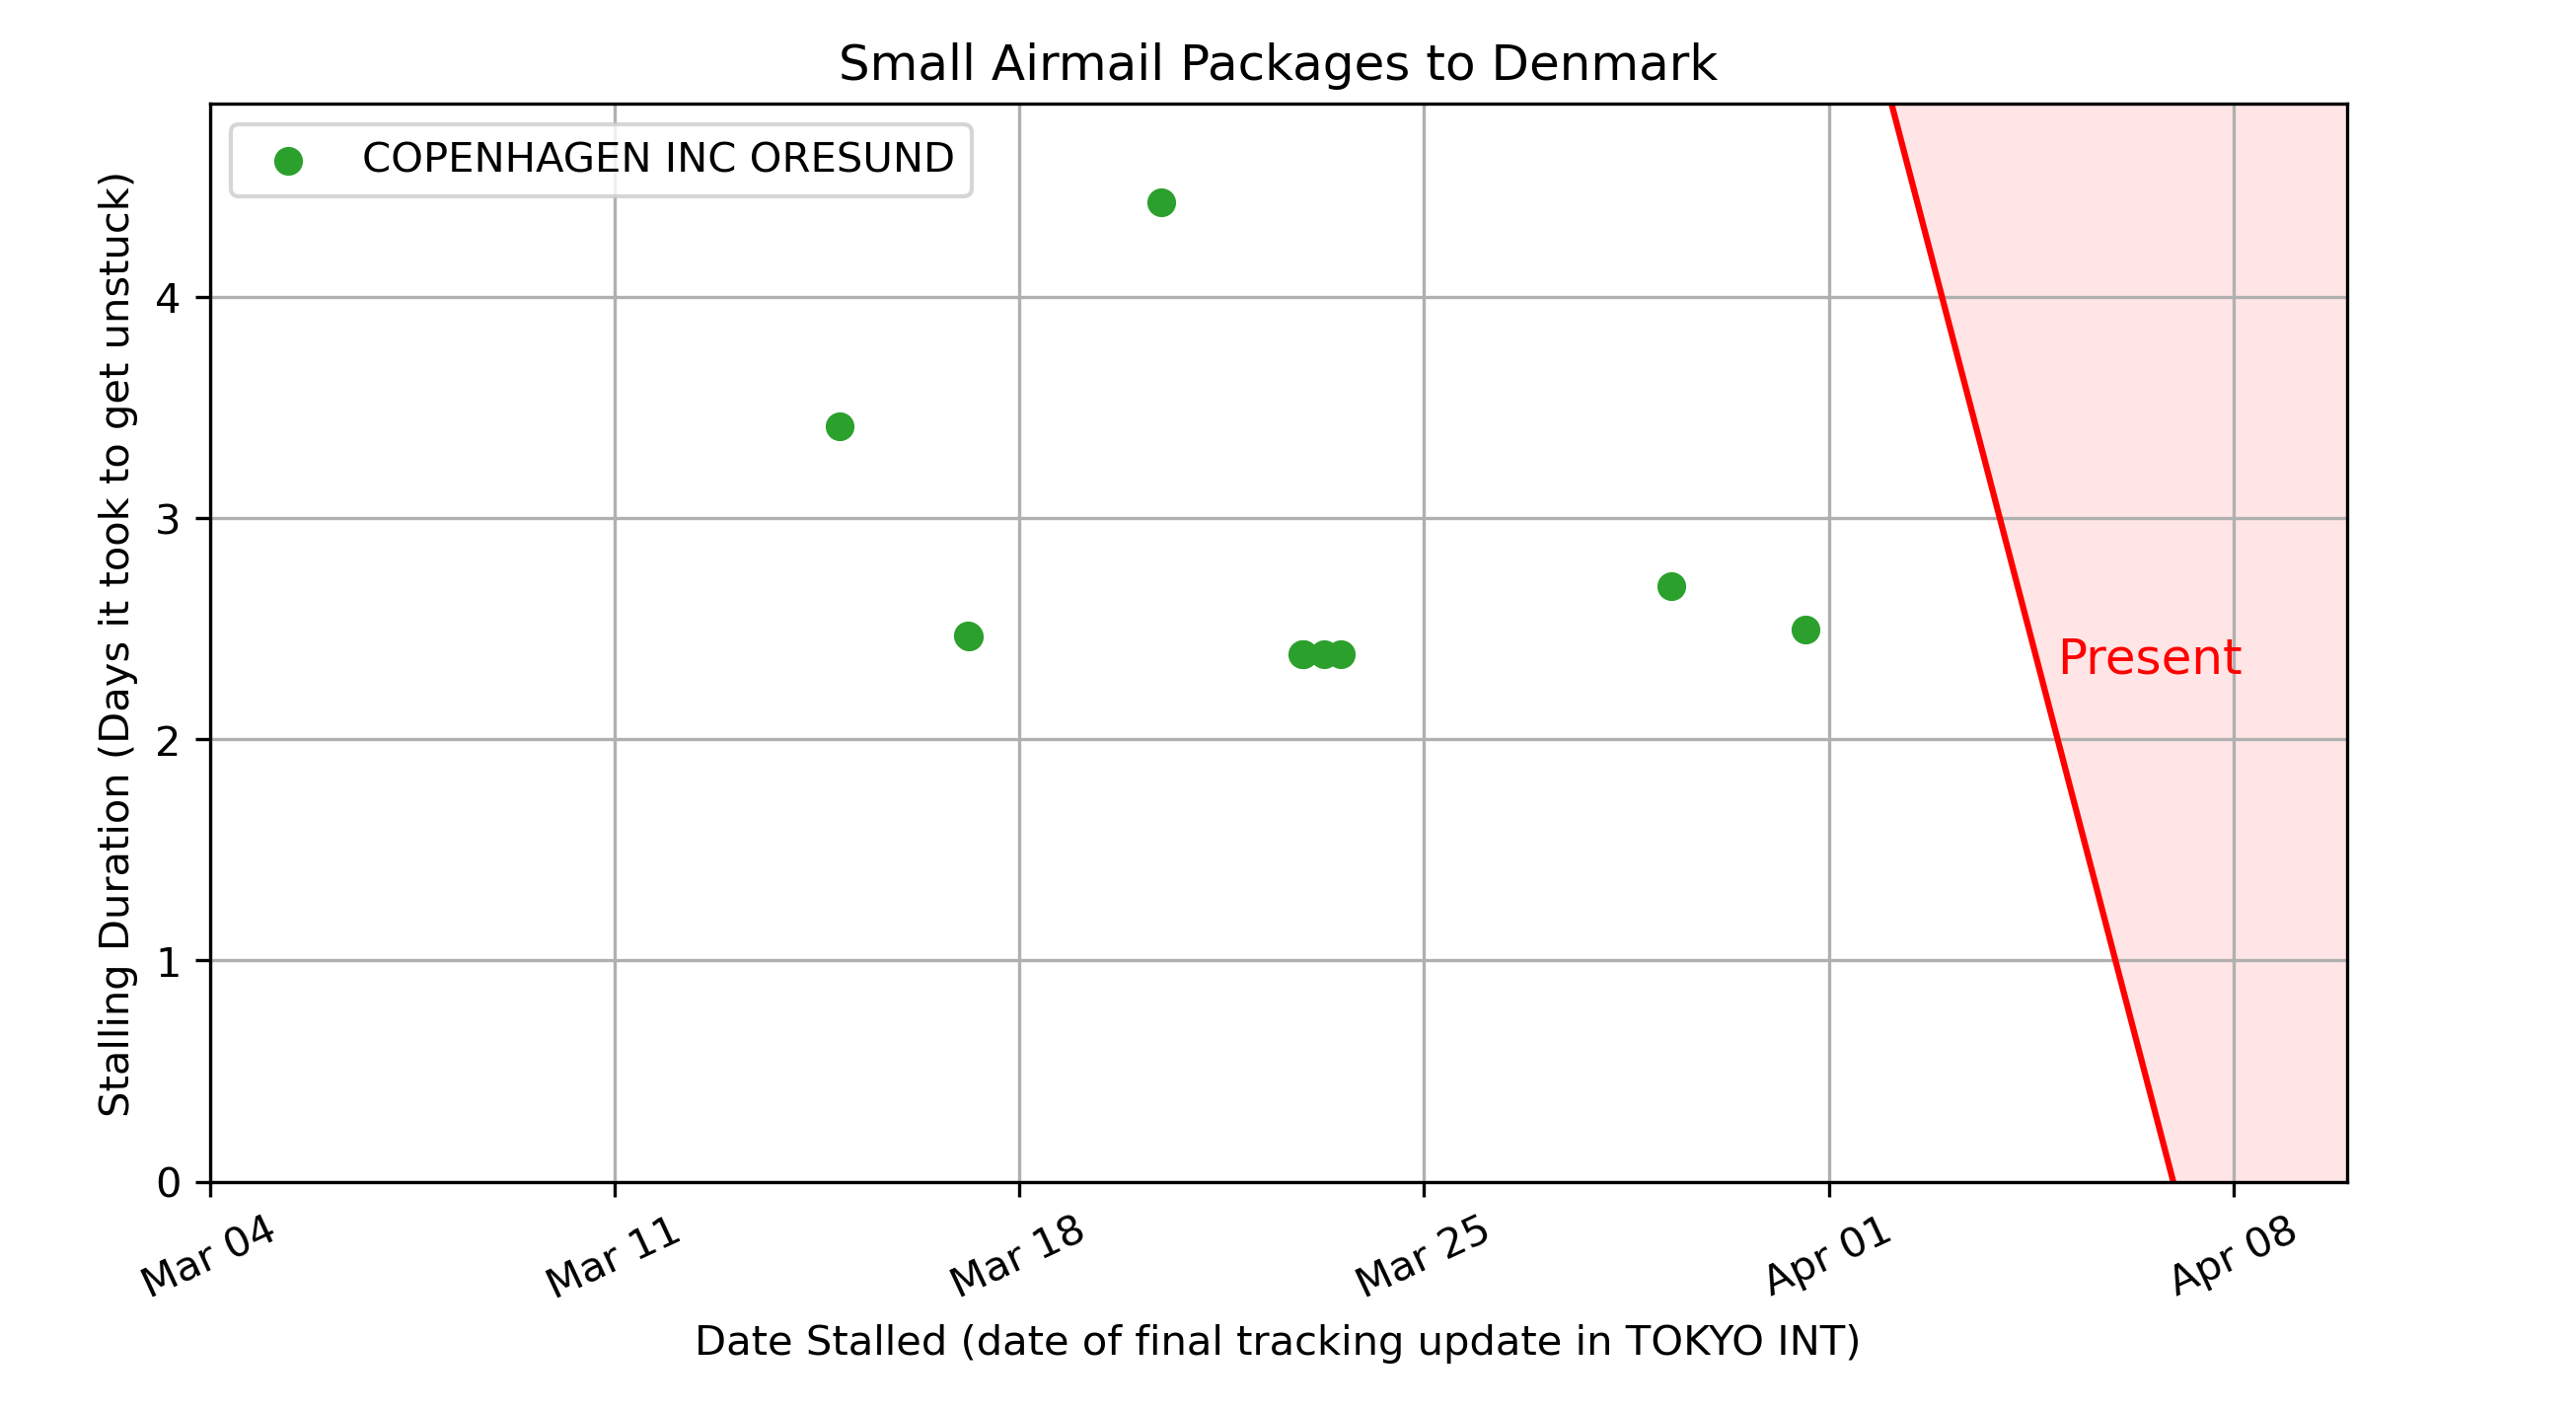 Small Airmail Packages to Denmark
COPENHAGEN INC ORESUND
Stalling Duration (Days it took to get unstuck)
4
3
2
1
0
Present
Mar 04
Mar 11
Mar 18
Mar 25
Apr 01
Apr 08
Date Stalled (date of final tracking update in TOKYO INT)